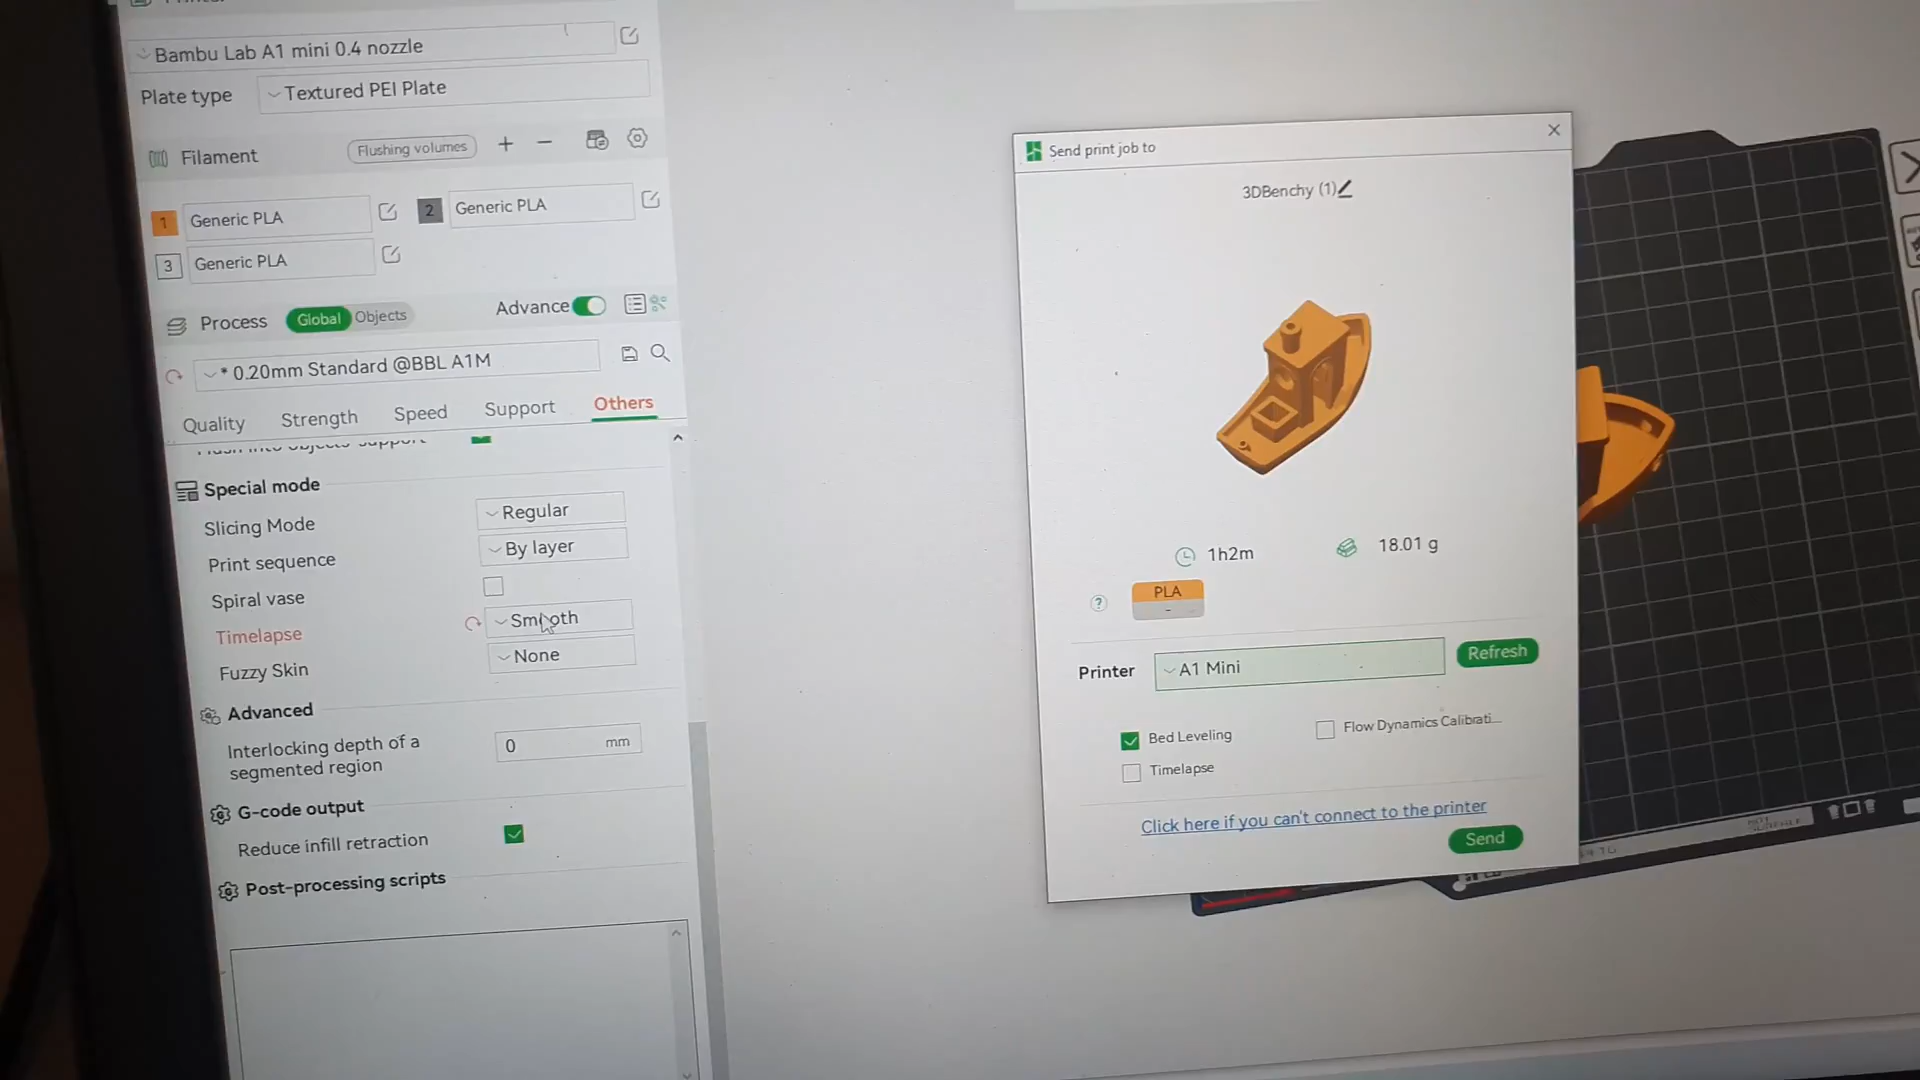 Bambu Lab A1 mini 0.4 nozzle
Plate type
Textured PEI Plate
Filament
Flushing volumes
+
-
1
Generic PLA
2
Generic PLA
3
Generic PLA
Process
Global
Objects
Advance
* 0.20mm Standard @BBL A1M
Quality
Strength
Speed
Support
Others
Special mode
Slicing Mode
Regular
Print sequence
By layer
Spiral vase
Timelapse
Smooth
Fuzzy Skin
None
Advanced
Interlocking depth of a
segmented region
0
mm
G-code output
Reduce infill retraction
Post-processing scripts
Send print job to
3DBenchy (1)
1h2m
18.01 g
?
PLA
-
Printer
A1 Mini
Refresh
Bed Leveling
Flow Dynamics Calibrati...
Timelapse
Click here if you can't connect to the printer
Send